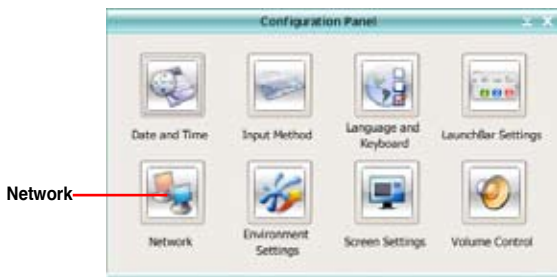 Configuration Panel
Date and Time
Input Method
Language and
Keyboard
LaunchBar Settings
Network
Network
Environment
Settings
Screen Settings
Volume Control